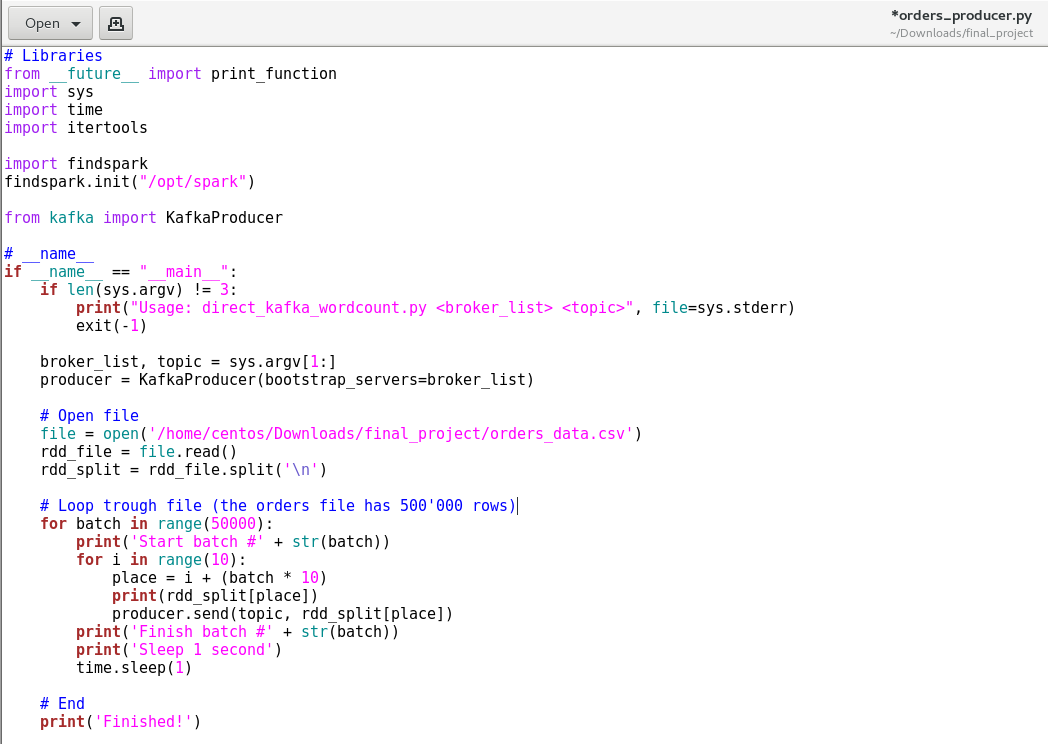 Open
*orders_producer.py
~/Downloads/final_project
# Libraries
from __future__ import print_function
import sys
import time
import itertools

import findspark
findspark.init("/opt/spark")

from kafka import KafkaProducer

# __name__
if __name__ == "__main__":
    if len(sys.argv) != 3:
        print("Usage: direct_kafka_wordcount.py <broker_list> <topic>", file=sys.stderr)
        exit(-1)

    broker_list, topic = sys.argv[1:]
    producer = KafkaProducer(bootstrap_servers=broker_list)

    # Open file
    file = open('/home/centos/Downloads/final_project/orders_data.csv')
    rdd_file = file.read()
    rdd_split = rdd_file.split('\n')

    # Loop trough file (the orders file has 500'000 rows)
    for batch in range(50000):
        print('Start batch #' + str(batch))
        for i in range(10):
            place = i + (batch * 10)
            print(rdd_split[place])
            producer.send(topic, rdd_split[place])
        print('Finish batch #' + str(batch))
        print('Sleep 1 second')
        time.sleep(1)

    # End
    print('Finished!')